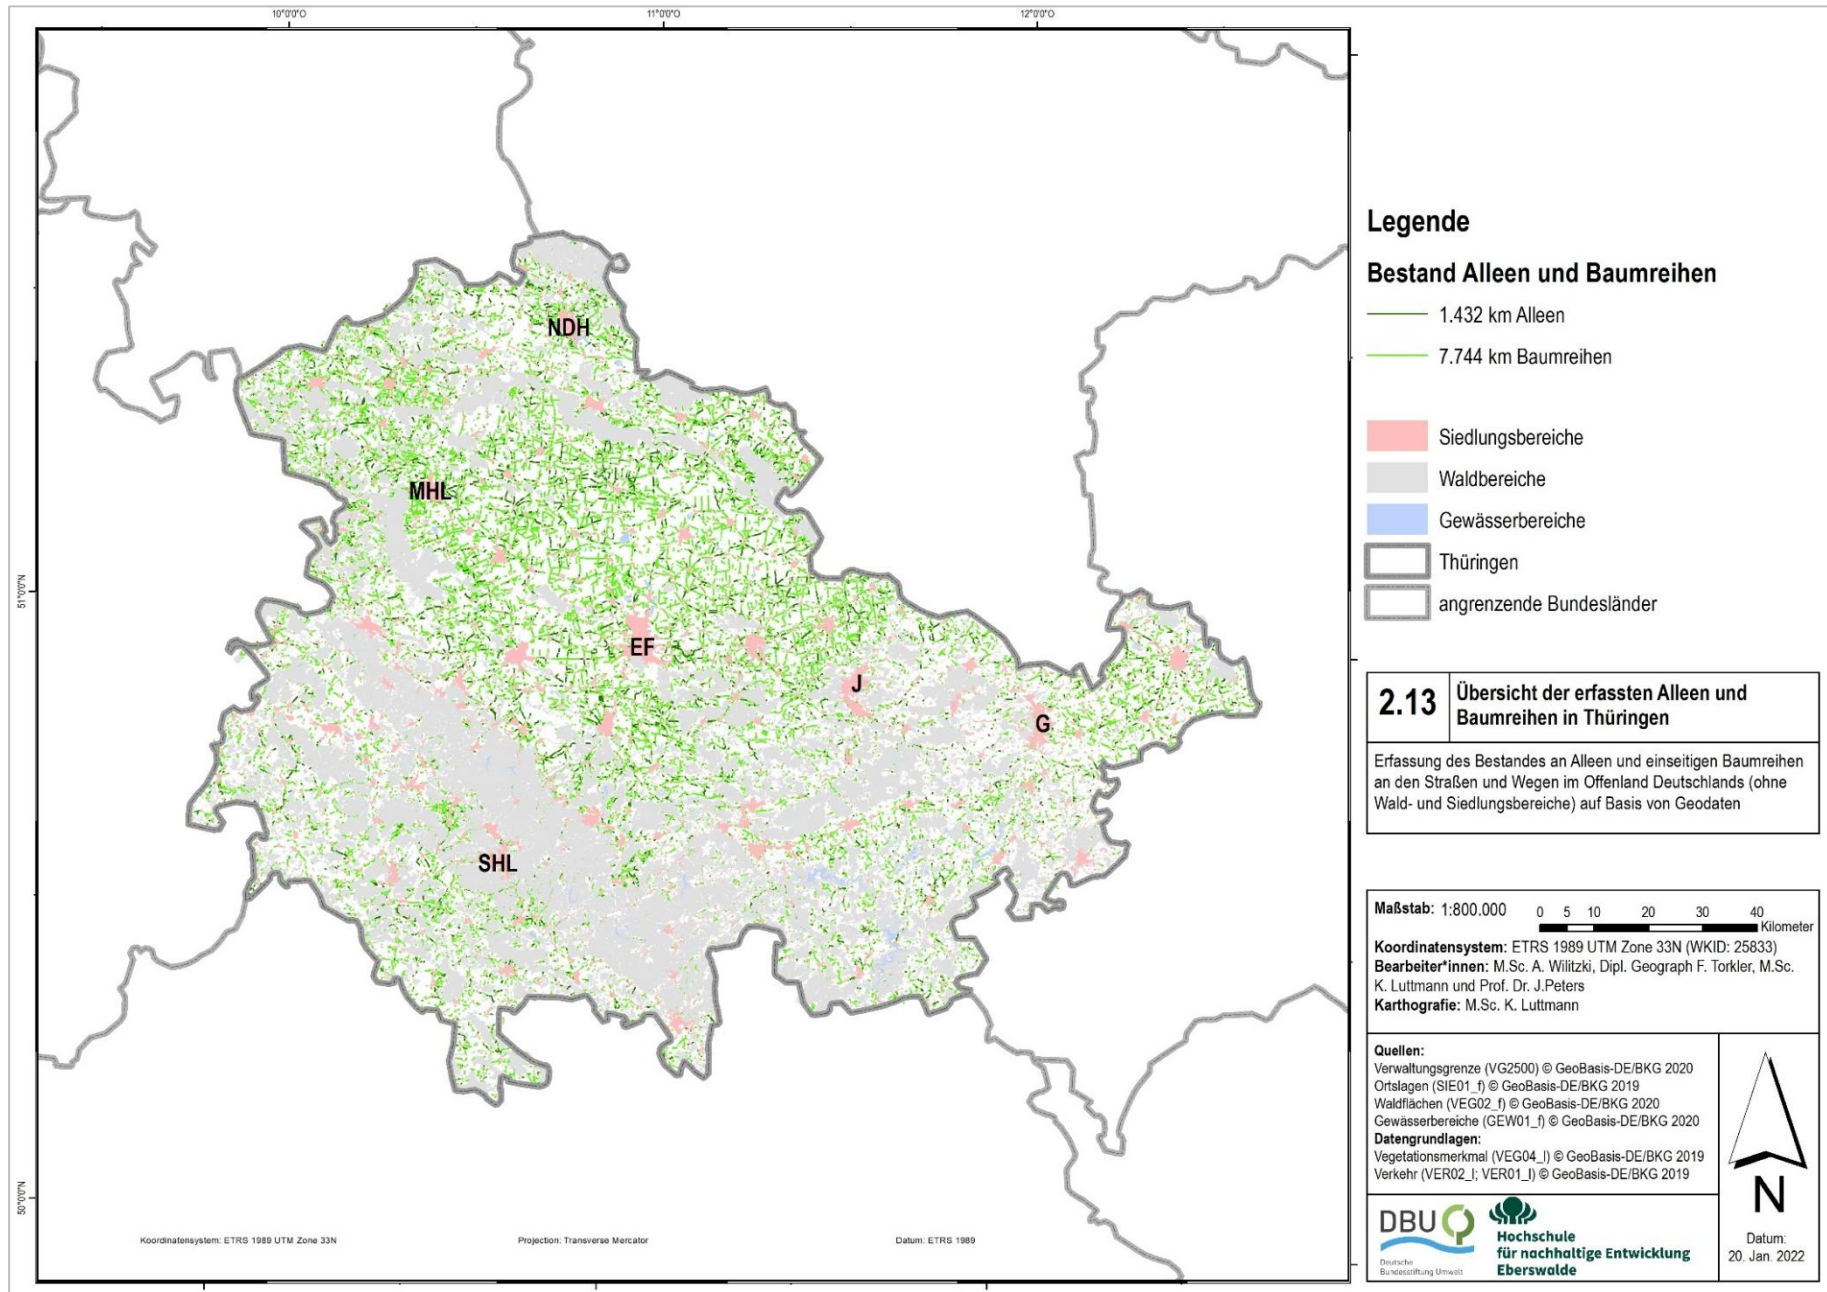 10°0'0"O
11°0'0"O
12°0'0"O
51°0'0"N
50°0'0"N
NDH
MHL
EF
J
G
SHL
Koordinatensystem: ETRS 1989 UTM Zone 33N
Projection: Transverse Mercator
Datum: ETRS 1989
Legende
Bestand Alleen und Baumreihen
1.432 km Alleen
7.744 km Baumreihen
Siedlungsbereiche
Waldbereiche
Gewässerbereiche
Thüringen
angrenzende Bundesländer
2.13
Übersicht der erfassten Alleen und
Baumreihen in Thüringen
Erfassung des Bestandes an Alleen und einseitigen Baumreihen
an den Straßen und Wegen im Offenland Deutschlands (ohne
Wald- und Siedlungsbereiche) auf Basis von Geodaten
Maßstab: 1:800.000
0 5 10 20 30 40
Kilometer
Koordinatensystem: ETRS 1989 UTM Zone 33N (WKID: 25833)
Bearbeiter*innen: M.Sc. A. Wilitzki, Dipl. Geograph F. Torkler, M.Sc.
K. Luttmann und Prof. Dr. J.Peters
Karthografie: M.Sc. K. Luttmann
Quellen:
Verwaltungsgrenze (VG2500) © GeoBasis-DE/BKG 2020
Ortslagen (SIE01_f) © GeoBasis-DE/BKG 2019
Waldflächen (VEG02_f) © GeoBasis-DE/BKG 2020
Gewässerbereiche (GEW01_f) © GeoBasis-DE/BKG 2020
Datengrundlagen:
Vegetationsmerkmal (VEG04_l) © GeoBasis-DE/BKG 2019
Verkehr (VER02_l; VER01_l) © GeoBasis-DE/BKG 2019
N
Datum:
20. Jan. 2022
DBU
Deutsche
Bundesstiftung Umwelt
Hochschule
für nachhaltige Entwicklung
Eberswalde